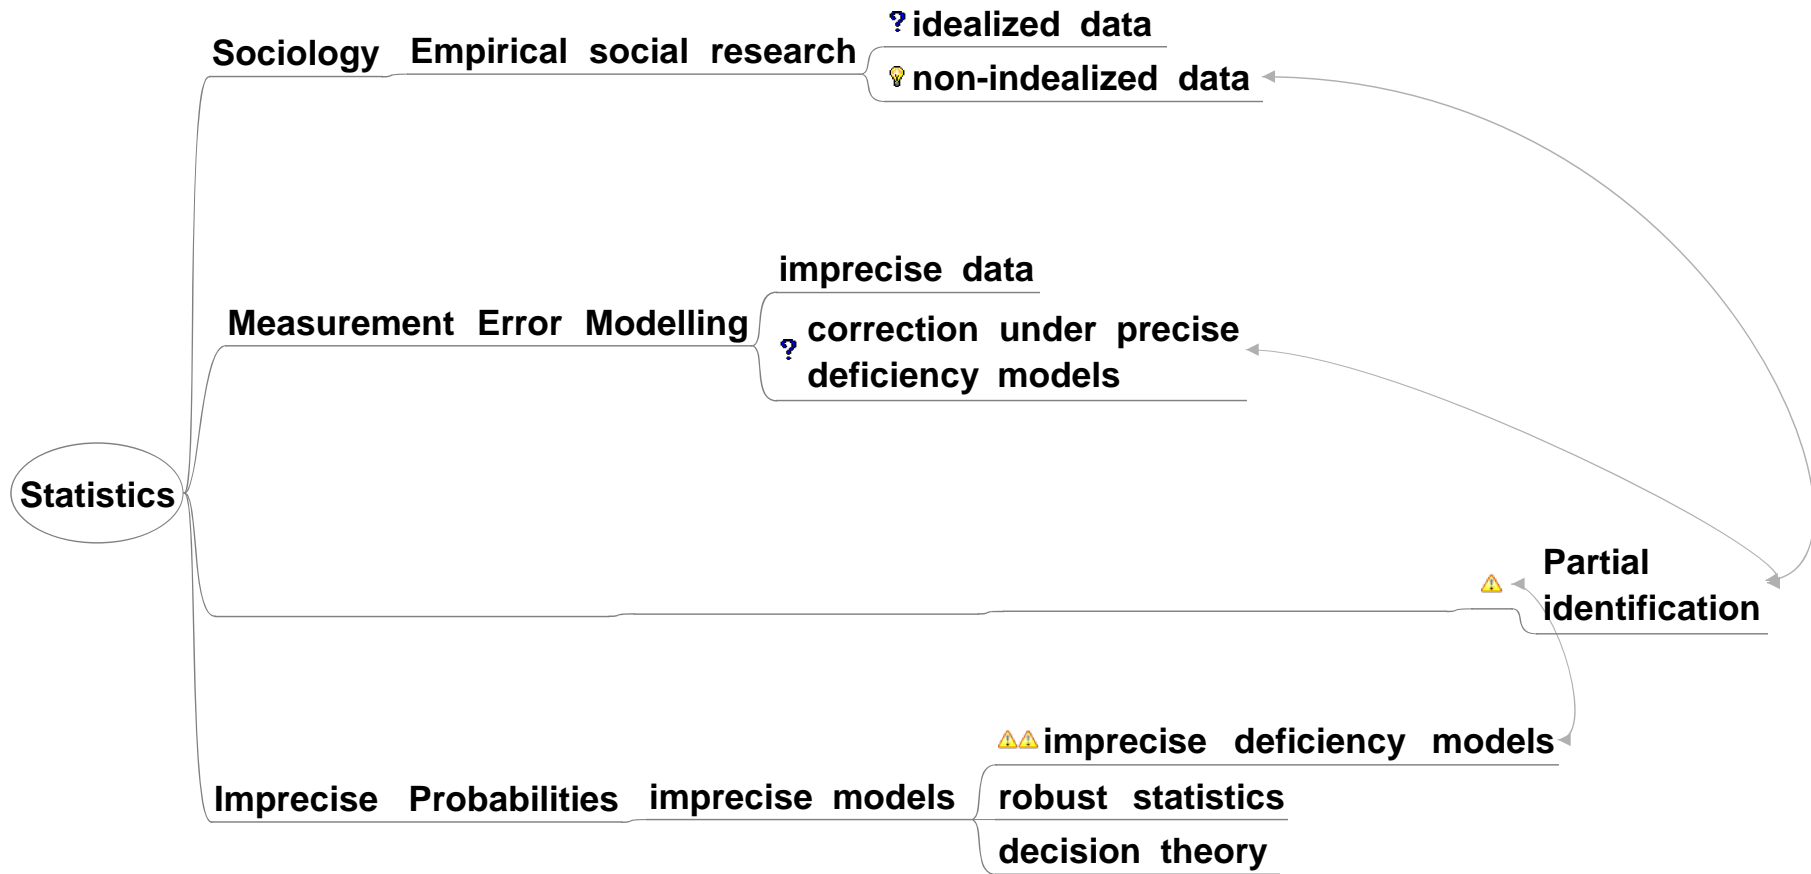 Statistics
Sociology
Empirical social research
idealized data
non-indealized data
Measurement Error Modelling
imprecise data
correction under precise
deficiency models
Partial
identification
Imprecise Probabilities
imprecise models
imprecise deficiency models
robust statistics
decision theory